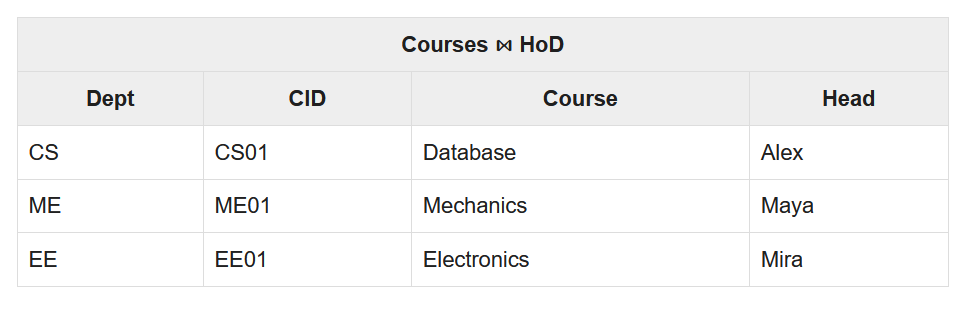 Courses ⋈ HoD
Dept CID Course Head
CS CS01 Database Alex
ME ME01 Mechanics Maya
EE EE01 Electronics Mira